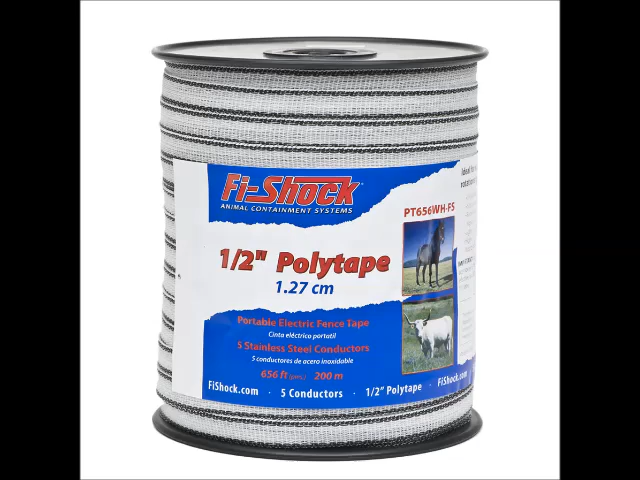 Fi-Shock
ANIMAL CONTAINMENT SYSTEMS
PT656WH-FS
1/2" Polytape
1.27 cm
Portable Electric Fence Tape
Cinta eléctrica portatil
5 Stainless Steel Conductors
5 conductores de acero inoxidable
656 ft 200 m
FiShock.com · 5 Conductors · 1/2" Polytape · FiShock.com
Ideal